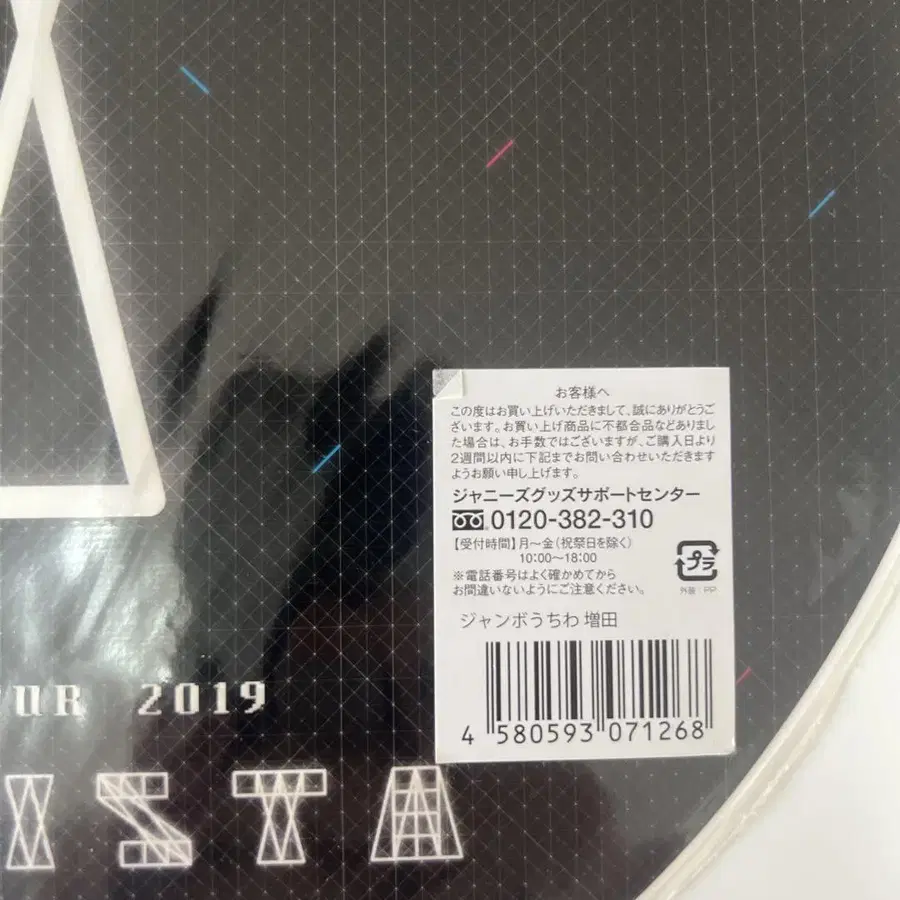 お客様へ
この度はお買い上げいただきまして、誠にありがとうご
ざいます。お買い上げ商品に不都合品などありまし
た場合は、お手数ではございますが、ご購入日より
2週間以内に下記までお問い合わせいただきます
ようお願い申し上げます。
ジャニーズグッズサポートセンター
0120-382-310
【受付時間】月〜金(祝祭日を除く)
10:00〜18:00
※電話番号はよく確かめてから
お間違いないようにご注意ください。
プラ
外装:PP
ジャンボうちわ 増田
4 580593 071268
OUR 2019
ISTA